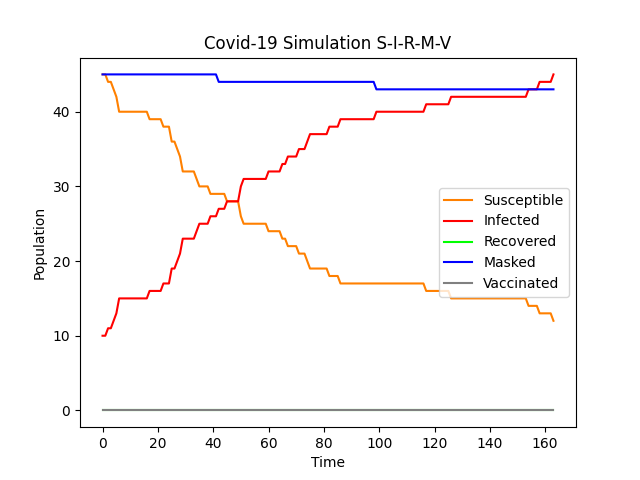 Covid-19 Simulation S-I-R-M-V
Population
40
30
20
10
0
Susceptible
Infected
Recovered
Masked
Vaccinated
0 20 40 60 80 100 120 140 160
Time